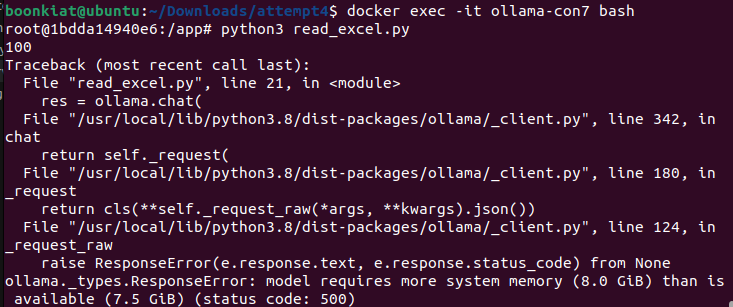 boonkiat@ubuntu:~/Downloads/attempt4$ docker exec -it ollama-con7 bash
root@1bdda14940e6:/app# python3 read_excel.py
100
Traceback (most recent call last):
  File "read_excel.py", line 21, in <module>
    res = ollama.chat(
  File "/usr/local/lib/python3.8/dist-packages/ollama/_client.py", line 342, in
chat
    return self._request(
  File "/usr/local/lib/python3.8/dist-packages/ollama/_client.py", line 180, in
_request
    return cls(**self._request_raw(*args, **kwargs).json())
  File "/usr/local/lib/python3.8/dist-packages/ollama/_client.py", line 124, in
_request_raw
    raise ResponseError(e.response.text, e.response.status_code) from None
ollama._types.ResponseError: model requires more system memory (8.0 GiB) than is
 available (7.5 GiB) (status code: 500)